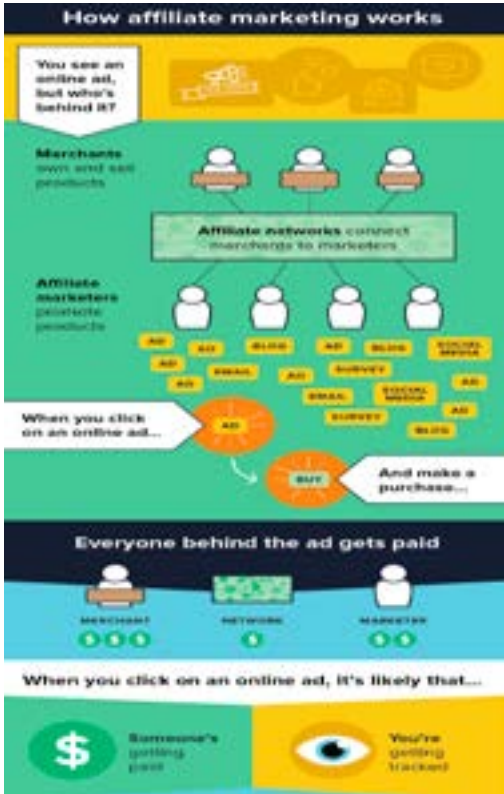 How affiliate marketing works
You see an
online ad,
but who's
behind it?
Merchants
own and sell
products
Affiliate networks connect
merchants to marketers
Affiliate
marketers
promote
products
AD
AD
BLOG
AD
BLOG
SOCIAL
MEDIA
AD
EMAIL
SURVEY
AD
AD
AD
EMAIL
SOCIAL
MEDIA
SURVEY
AD
BLOG
When you click
on an online ad...
AD
BUY
And make a
purchase...
Everyone behind the ad gets paid
MERCHANT
NETWORK
MARKETER
$ $ $
$
$ $
When you click on an online ad, it's likely that...
$
Someone's
getting
paid
You're
getting
tracked